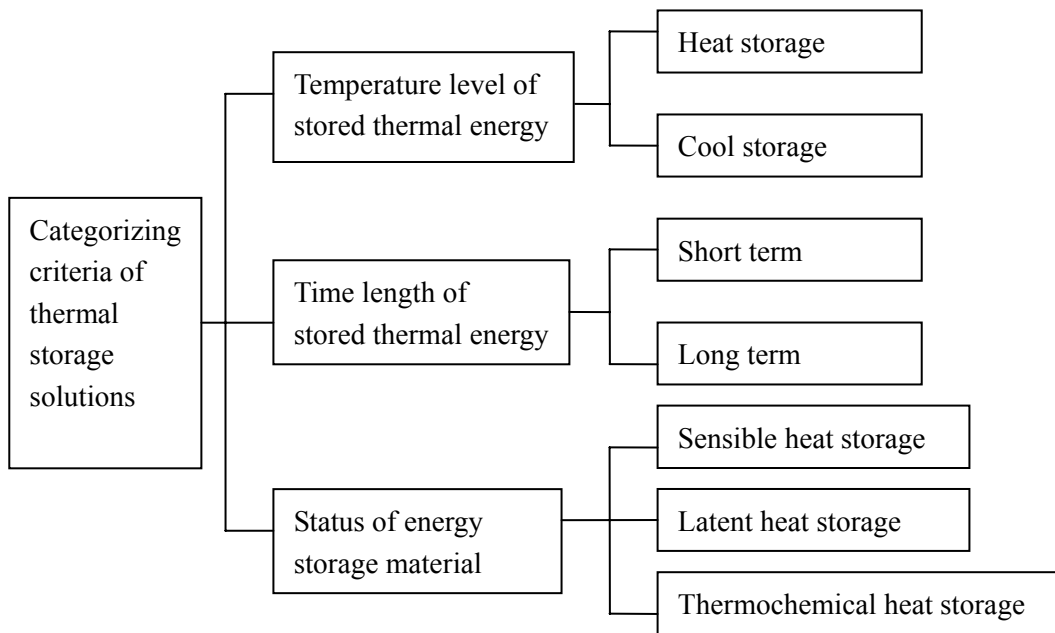 Categorizing
criteria of
thermal
storage
solutions
Temperature level of
stored thermal energy
Heat storage
Cool storage
Time length of
stored thermal energy
Short term
Long term
Status of energy
storage material
Sensible heat storage
Latent heat storage
Thermochemical heat storage